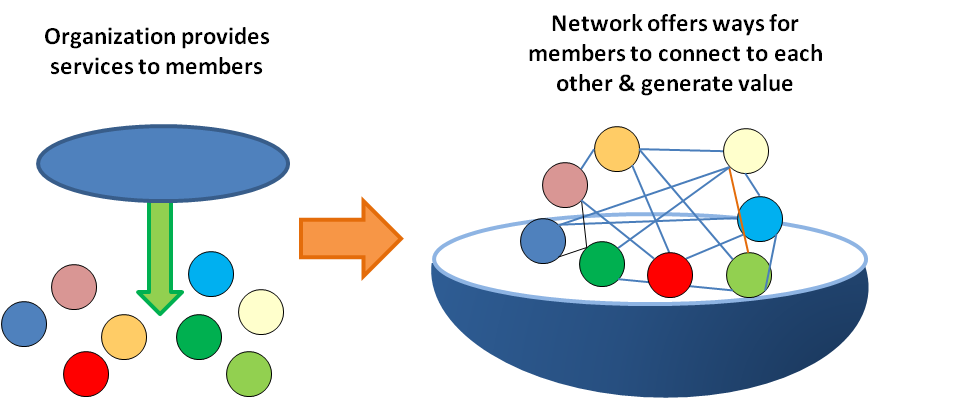 Organization provides
services to members
Network offers ways for
members to connect to each
other & generate value